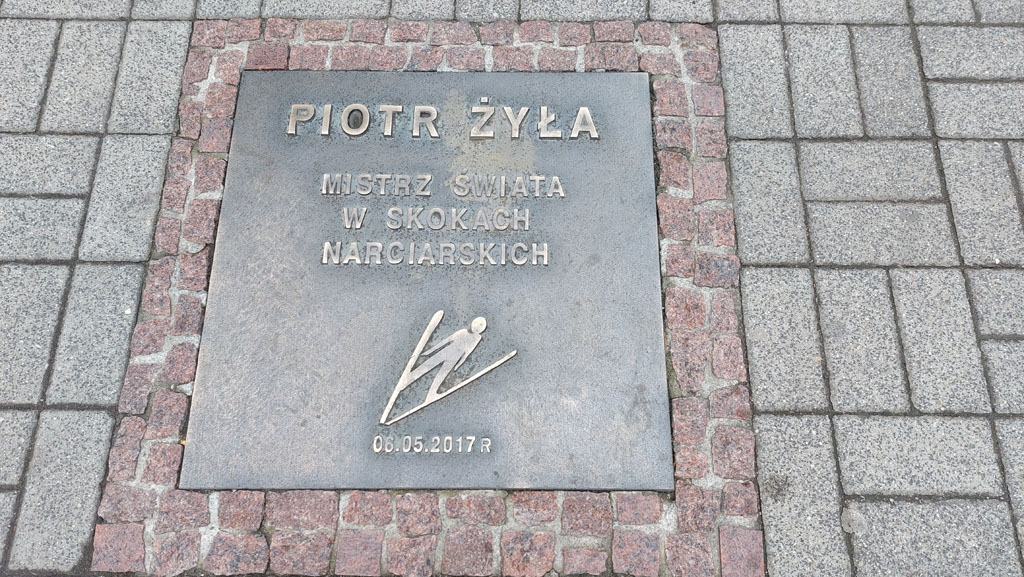 PIOTR ŻYŁA
MISTRZ ŚWIATA
W SKOKACH
NARCIARSKICH
06.05.2017 R